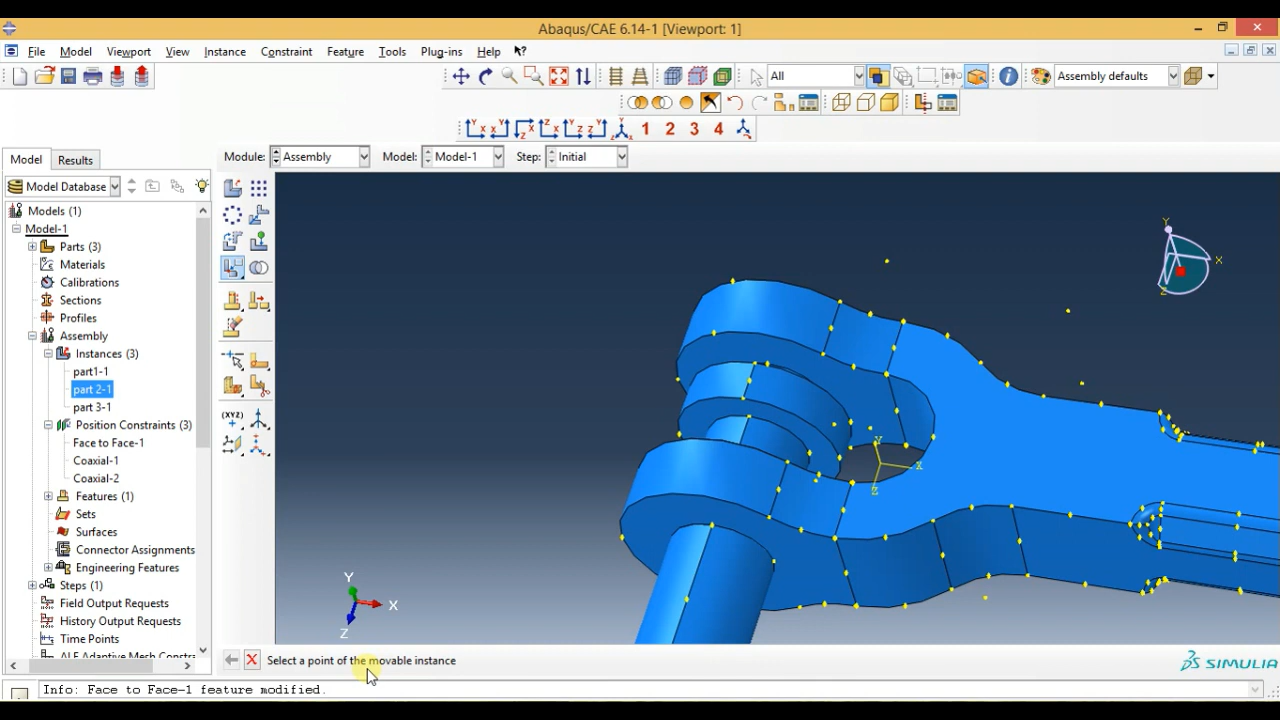 Abaqus/CAE 6.14-1 [Viewport: 1]
File Model Viewport View Instance Constraint Feature Tools Plug-ins Help
All Assembly defaults
1 2 3 4
Model Results Module: Assembly Model: Model-1 Step: Initial
Model Database
Models (1)
Model-1
Parts (3)
Materials
Calibrations
Sections
Profiles
Assembly
Instances (3)
part1-1
part 2-1
part 3-1
Position Constraints (3)
Face to Face-1
Coaxial-1
Coaxial-2
Features (1)
Sets
Surfaces
Connector Assignments
Engineering Features
Steps (1)
Field Output Requests
History Output Requests
Time Points
ALE Adaptive Mesh Constr
Y
X
Z
Y
X
Z
Y
X
Z
Select a point of the movable instance
SIMULIA
Info: Face to Face-1 feature modified.